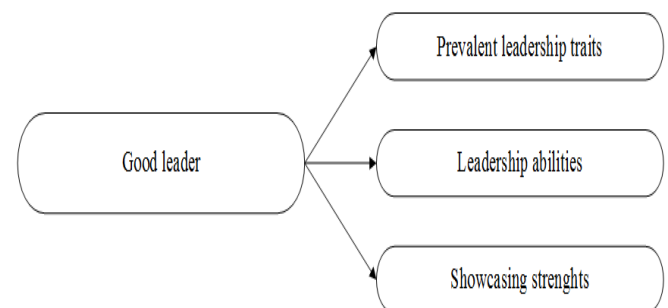 Prevalent leadership traits
Good leader
Leadership abilities
Showcasing strenghts